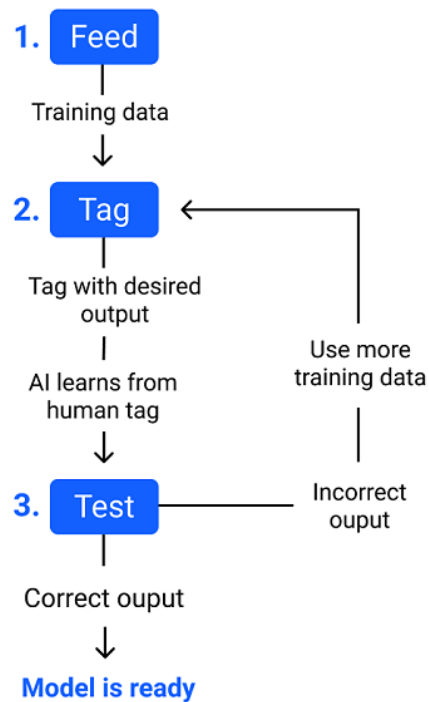 1. Feed
Training data
2. Tag
Tag with desired
output
AI learns from
human tag
Use more
training data
3. Test
Incorrect
ouput
Correct ouput
Model is ready